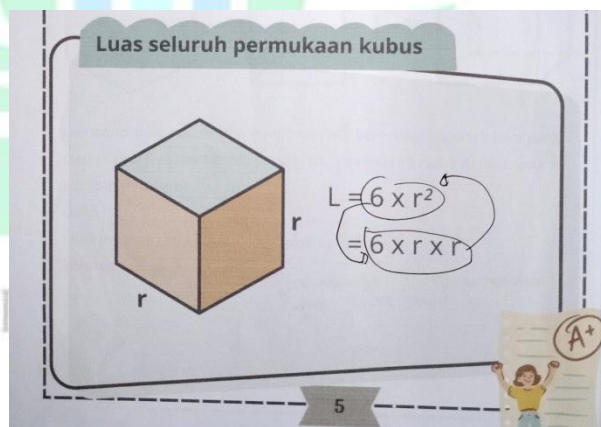 Luas seluruh permukaan kubus
L = 6 x r²
r
= 6 x r x r
r
5
A+